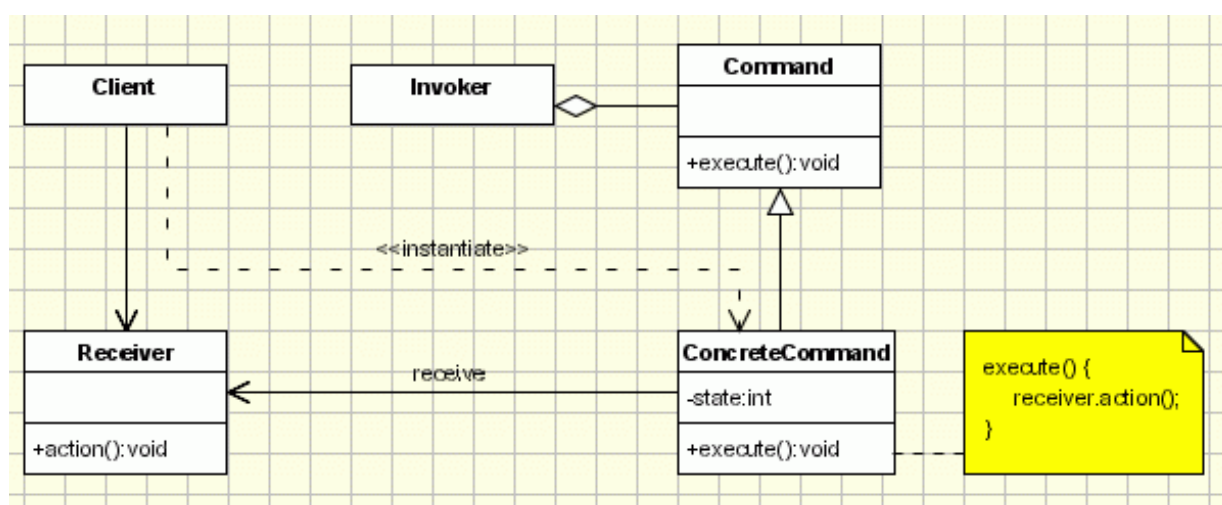 Client
Invoker
Command
+execute():void
<<instantiate>>
Receiver
+action():void
receive
ConcreteCommand
-state:int
+execute():void
execute() {
receiver.action();
}